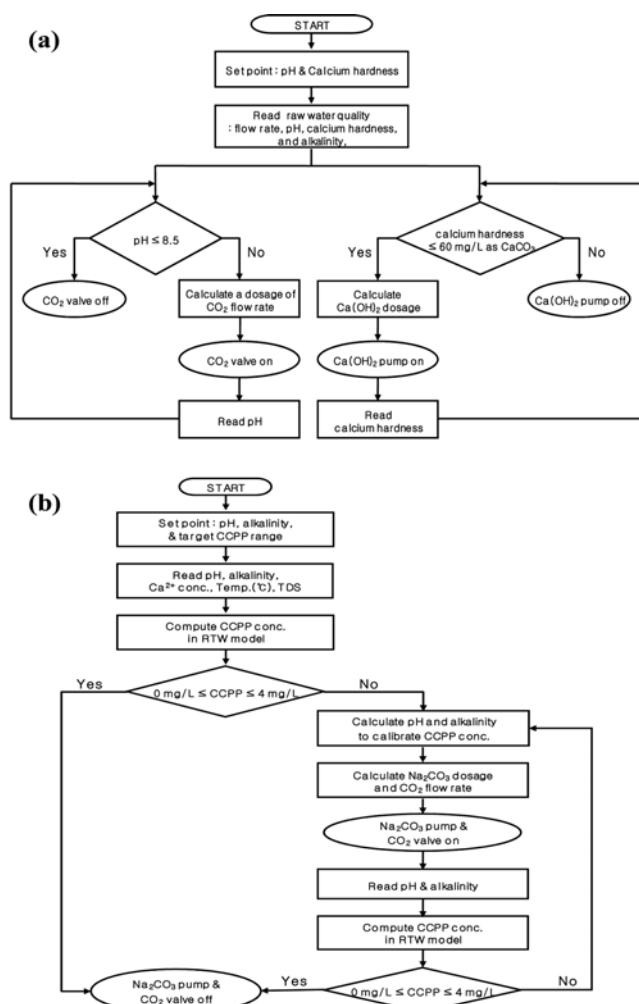 (a)
START
Set point : pH & Calcium hardness
Read raw water quality
: flow rate, pH, calcium hardness,
and alkalinity,
pH ≤ 8.5
Yes
No
CO₂ valve off
Calculate a dosage of
CO₂ flow rate
CO₂ valve on
Read pH
calcium hardness
≤ 60 mg/L as CaCO₃
Yes
No
Calculate
Ca(OH)₂ dosage
Ca(OH)₂ pump off
Ca(OH)₂ pump on
Read
calcium hardness
(b)
START
Set point : pH, alkalinity,
& target CCPP range
Read pH, alkalinity,
Ca²⁺ conc., Temp.(℃), TDS
Compute CCPP conc.
in RTW model
Yes
0 mg/L ≤ CCPP ≤ 4 mg/L
No
Calculate pH and alkalinity
to calibrate CCPP conc.
Calculate Na₂CO₃ dosage
and CO₂ flow rate
Na₂CO₃ pump &
CO₂ valve on
Read pH & alkalinity
Compute CCPP conc.
in RTW model
Na₂CO₃ pump &
CO₂ valve off
Yes
0 mg/L ≤ CCPP ≤ 4 mg/L
No